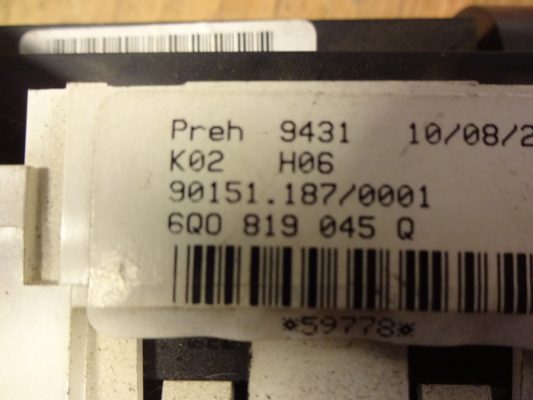 Preh 9431 10/08/2
K02 H06
90151.187/0001
6Q0 819 045 Q
*59778*